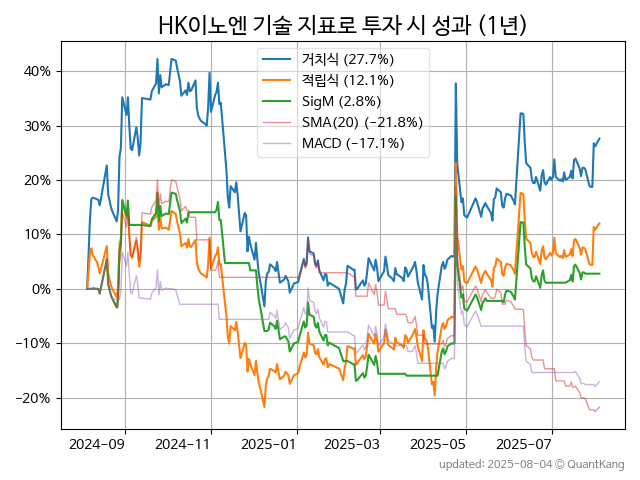 HK이노엔 기술 지표로 투자 시 성과 (1년)
거치식 (27.7%)
적립식 (12.1%)
SigM (2.8%)
SMA(20) (−21.8%)
MACD (−17.1%)
40%
30%
20%
10%
0%
−10%
−20%
2024-09 2024-11 2025-01 2025-03 2025-05 2025-07
updated: 2025-08-04 © QuantKang